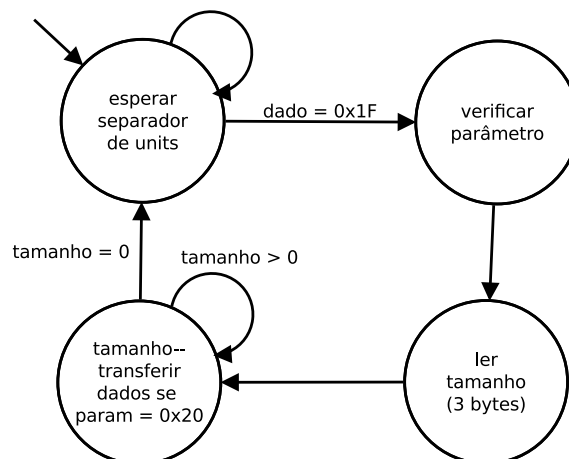 esperar
separador
de units
dado = 0x1F
verificar
parâmetro
tamanho = 0
tamanho > 0
tamanho--
transferir
dados se
param = 0x20
ler
tamanho
(3 bytes)